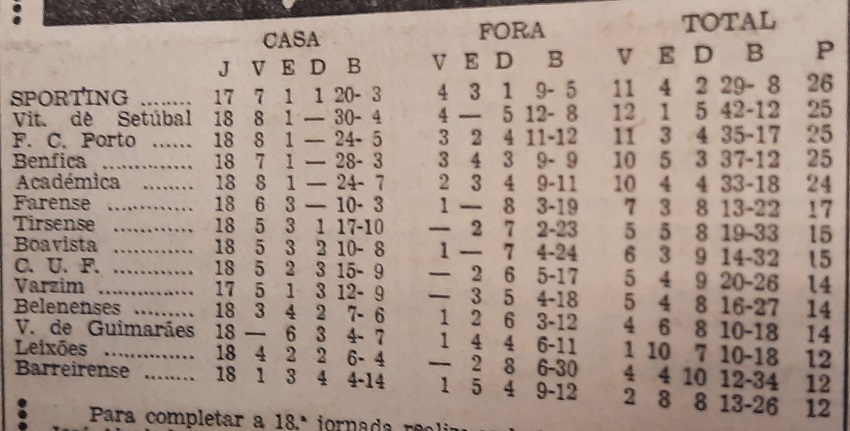 CASA FORA TOTAL
J V E D B V E D B V E D B P
SPORTING ........ 17 7 1 1 20- 3 4 3 1 9- 5 11 4 2 29- 8 26
Vit. de Setúbal 18 8 1 — 30- 4 4 — 5 12- 8 12 1 5 42-12 25
F. C. Porto ...... 18 8 1 — 24- 5 3 2 4 11-12 11 3 4 35-17 25
Benfica .............. 18 7 1 — 28- 3 3 4 3 9- 9 10 5 3 37-12 25
Académica ........ 18 8 1 — 24- 7 2 3 4 9-11 10 4 4 33-18 24
Farense ............. 18 6 3 — 10- 3 1 — 8 3-19 7 3 8 13-22 17
Tirsense ............ 18 5 3 1 17-10 — 2 7 2-23 5 5 8 19-33 15
Boavista ............ 18 5 3 2 10- 8 1 — 7 4-24 6 3 9 14-32 15
C. U. F. ............ 18 5 2 3 15- 9 — 2 6 5-17 5 4 9 20-26 14
Varzim ............... 17 5 1 3 12- 9 — 3 5 4-18 5 4 8 16-27 14
Belenenses ......... 18 3 4 2 7- 6 1 2 6 3-12 4 6 8 10-18 14
V. de Guimarães 18 — 6 3 4- 7 1 4 4 6-11 1 10 7 10-18 12
Leixões .............. 18 4 2 2 6- 4 — 2 8 6-30 4 4 10 12-34 12
Barreirense ........ 18 1 3 4 4-14 1 5 4 9-12 2 8 8 13-26 12
Para completar a 18.ª jornada